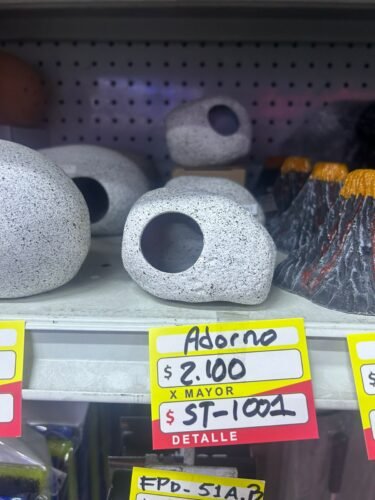 Adorno
$ 2.100
X MAYOR
$ ST-1001
DETALLE
$
$